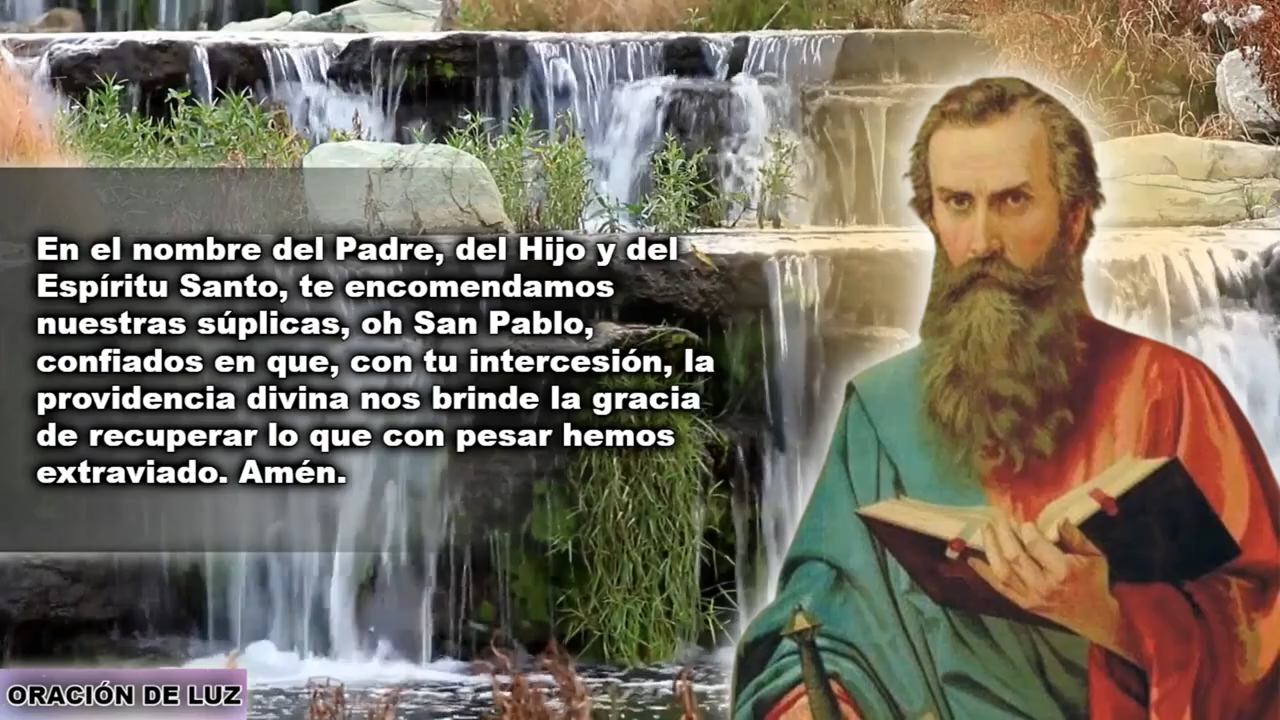 En el nombre del Padre, del Hijo y del
Espíritu Santo, te encomendamos
nuestras súplicas, oh San Pablo,
confiados en que, con tu intercesión, la
providencia divina nos brinde la gracia
de recuperar lo que con pesar hemos
extraviado. Amén.
ORACIÓN DE LUZ